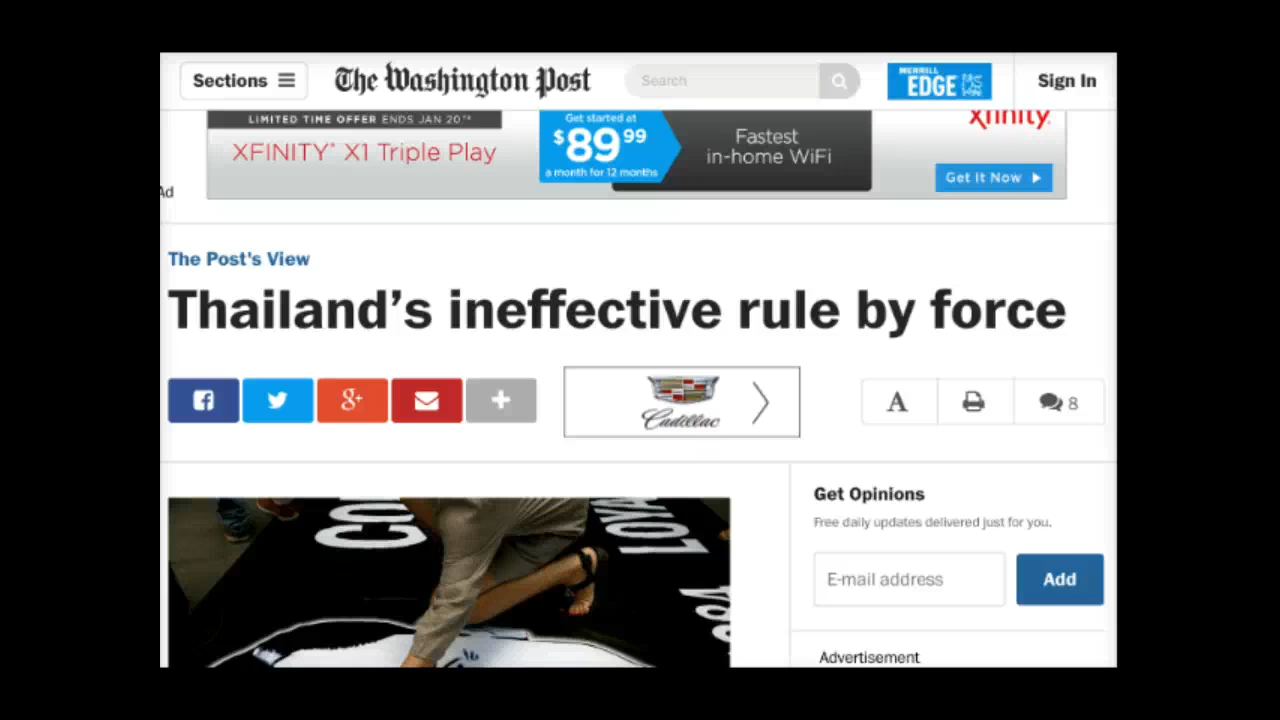 Sections
The Washington Post
Search
MERRILL
EDGE
Sign In
LIMITED TIME OFFER ENDS JAN 20TH
XFINITY® X1 Triple Play
Get started at
$89.99
a month for 12 months
Fastest
in-home WiFi
xfinity
Get It Now
Ad
The Post's View
Thailand’s ineffective rule by force
Cadillac
A
8
CO
LOYA
Get Opinions
Free daily updates delivered just for you.
E-mail address
Add
Advertisement